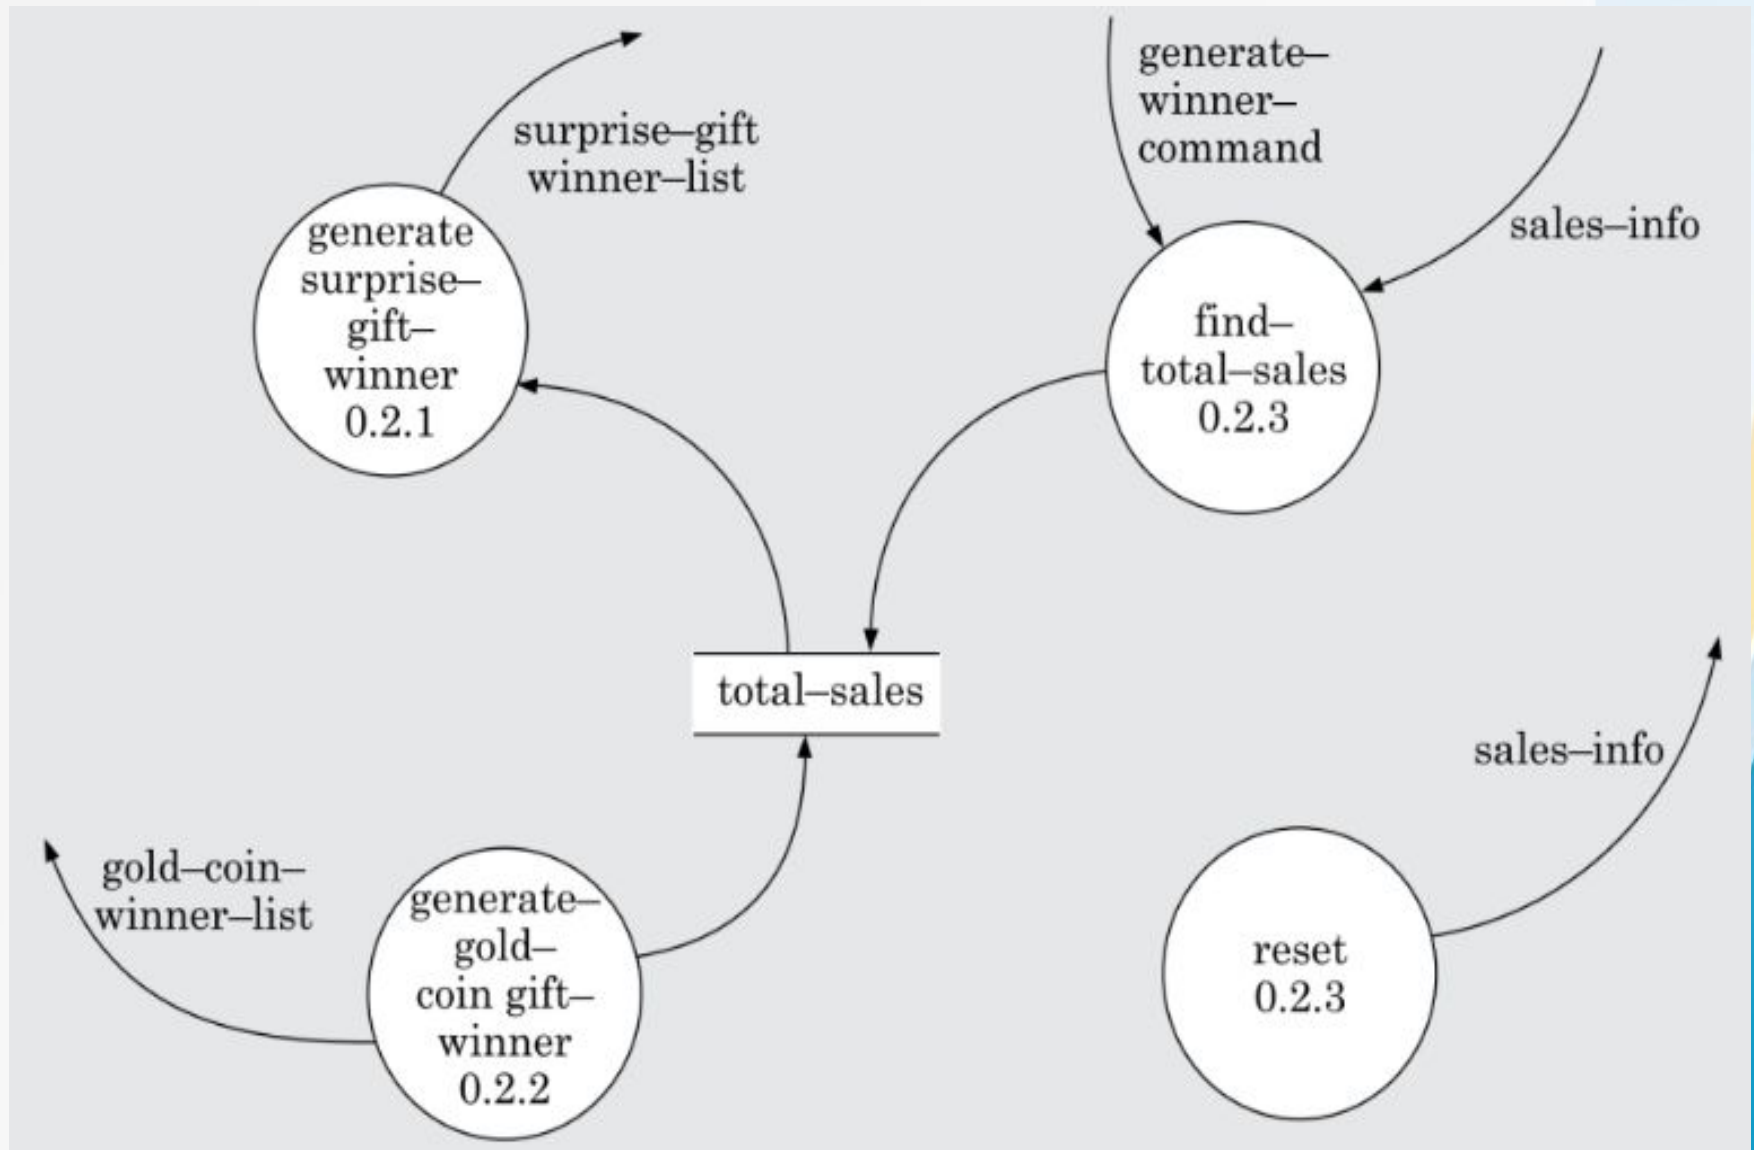 surprise–gift
winner–list
generate–
winner–
command
sales–info
generate
surprise–
gift–
winner
0.2.1
find–
total–sales
0.2.3
total–sales
sales–info
gold–coin–
winner–list
generate–
gold–
coin gift–
winner
0.2.2
reset
0.2.3